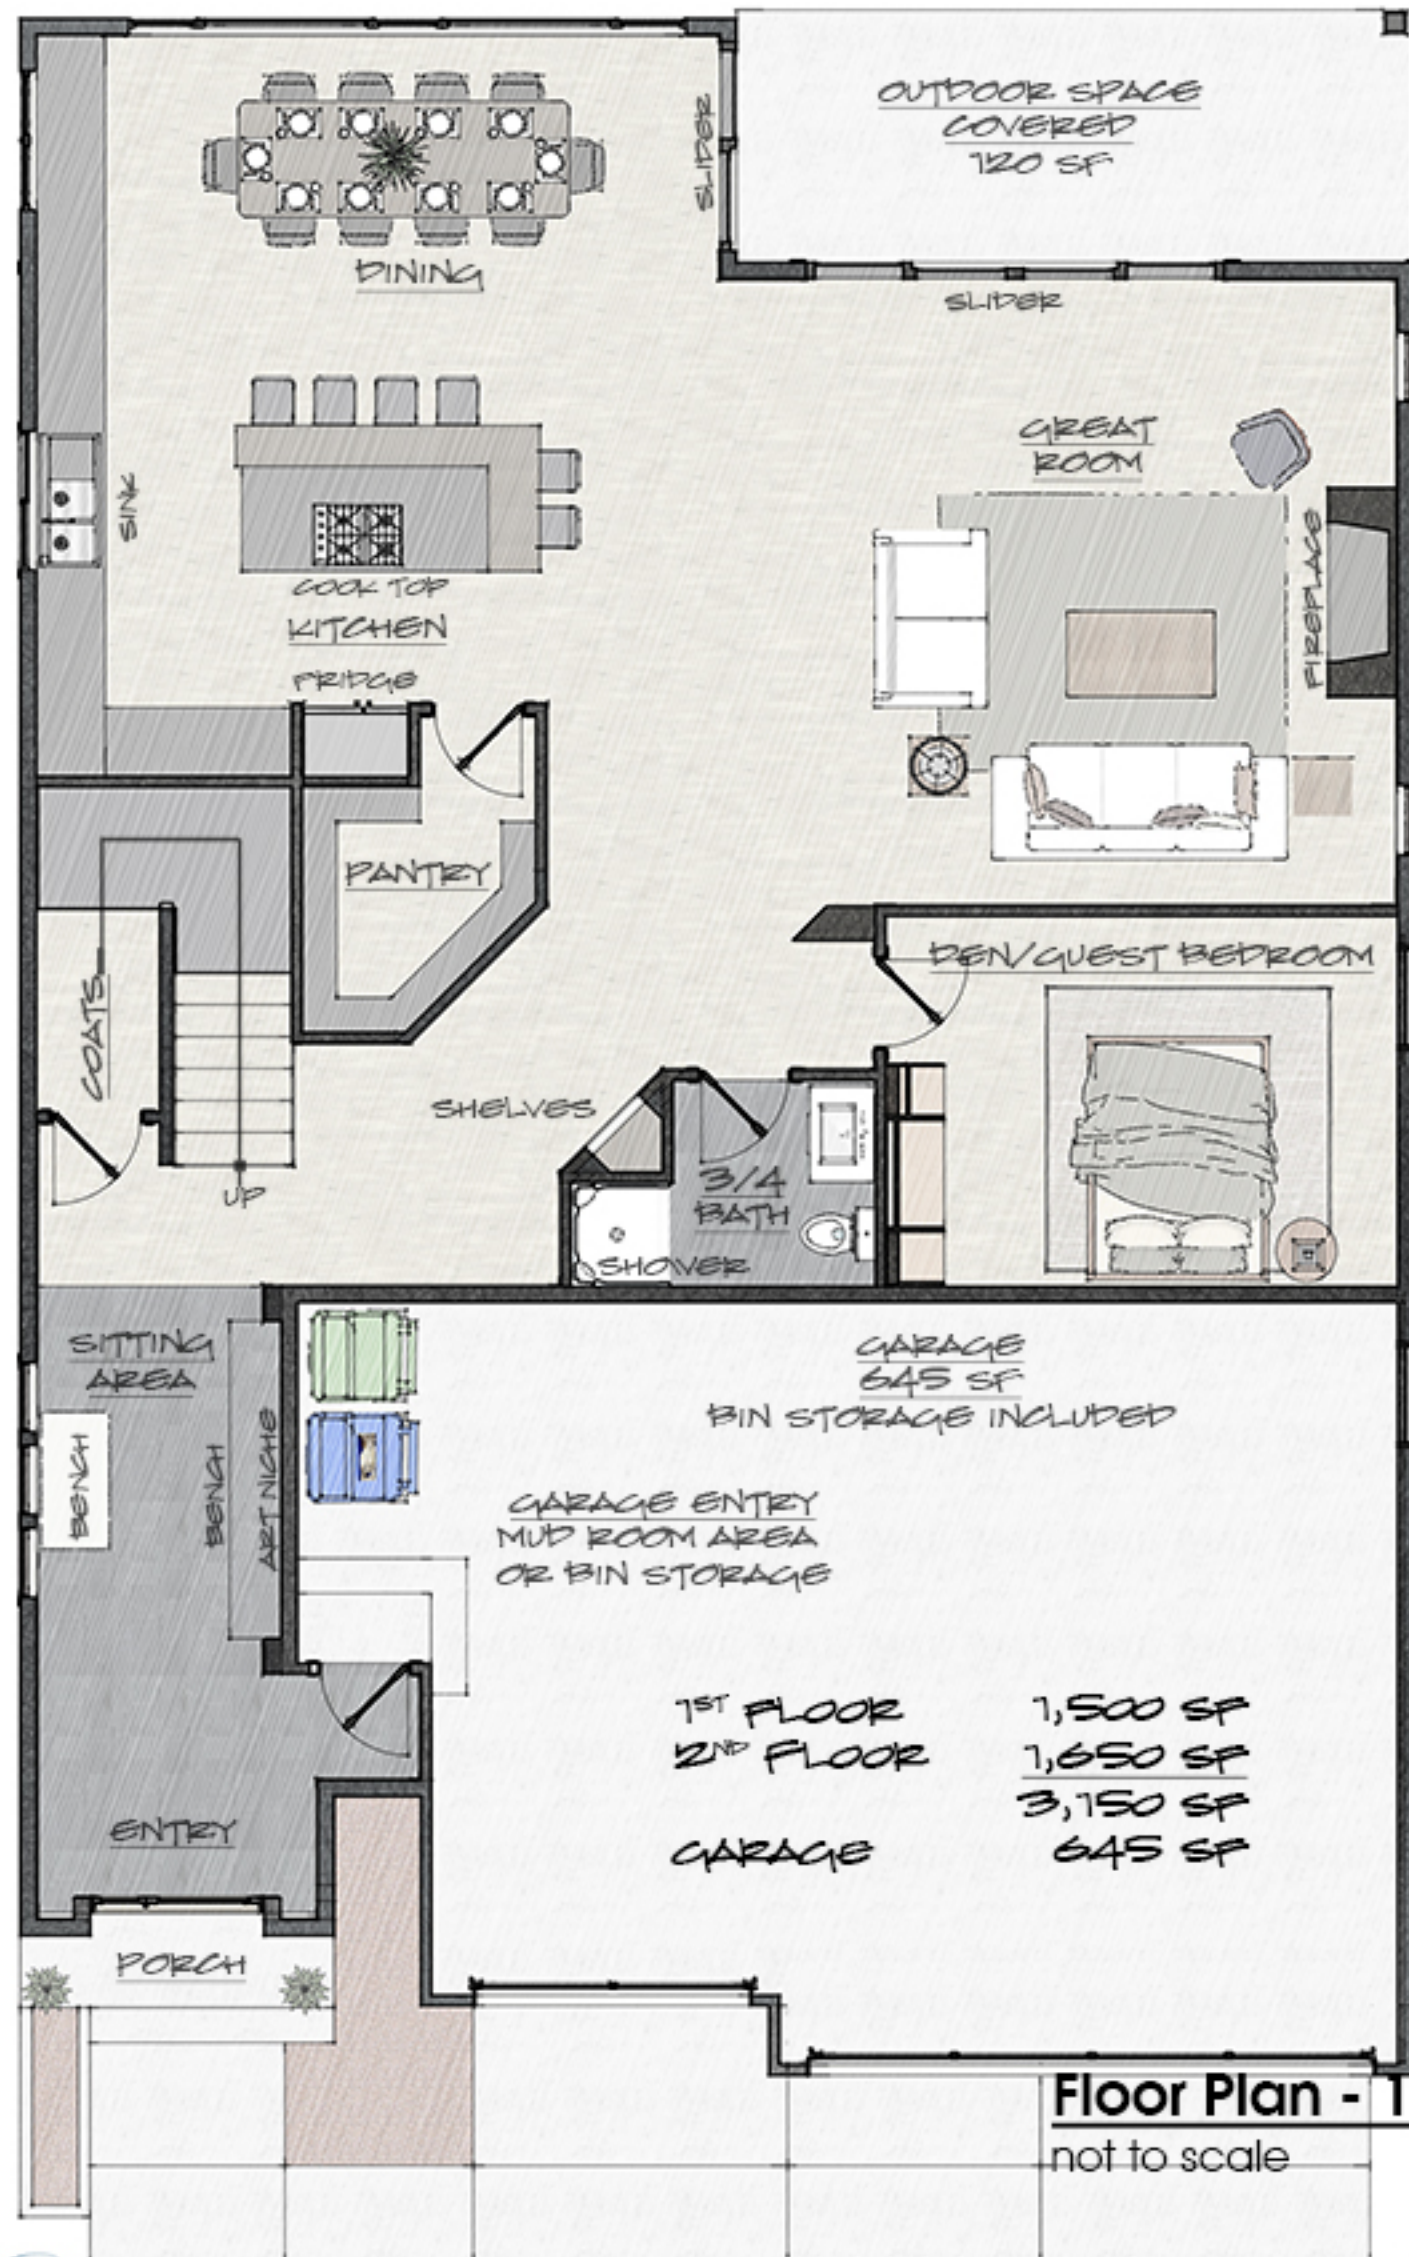 OUTDOOR SPACE
COVERED
120 SF
SLIDER
DINING
SLIDER
GREAT
ROOM
SINK
COOK TOP
KITCHEN
FIREPLACE
FRIDGE
PANTRY
DEN/GUEST BEDROOM
COATS
SHELVES
UP
3/4
BATH
SHOWER
SITTING
AREA
GARAGE
645 SF
BIN STORAGE INCLUDED
BENCH
BENCH
ART NICHE
GARAGE ENTRY
MUD ROOM AREA
OR BIN STORAGE
1ST FLOOR 1,500 SF
2ND FLOOR 1,650 SF
3,150 SF
GARAGE 645 SF
ENTRY
PORCH
Floor Plan - 1
not to scale